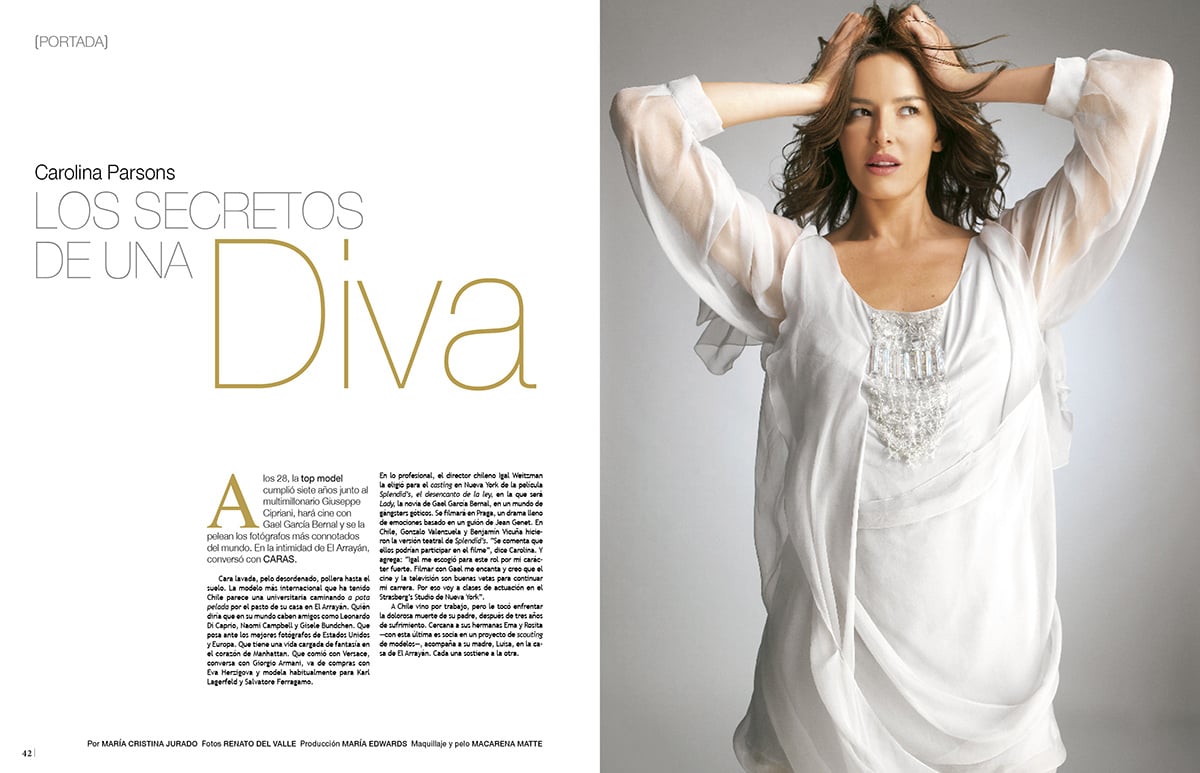 [PORTADA]
Carolina Parsons
LOS SECRETOS
DE UNA
Diva
A los 28, la top model
cumplió siete años junto al
multimillonario Giuseppe
Cipriani, hará cine con
Gael García Bernal y se la
pelean los fotógrafos más connotados
del mundo. En la intimidad de El Arrayán,
conversó con CARAS.
Cara lavada, pelo desordenado, pollera hasta el
suelo. La modelo más internacional que ha tenido
Chile parece una universitaria caminando a pata
pelada por el pasto de su casa en El Arrayán. Quién
diría que en su mundo caben amigos como Leonardo
Di Caprio, Naomi Campbell y Gisele Bundchen. Que
posa ante los mejores fotógrafos de Estados Unidos
y Europa. Que tiene una vida cargada de fantasía en
el corazón de Manhattan. Que comió con Versace,
conversa con Giorgio Armani, va de compras con
Eva Herzigova y modela habitualmente para Karl
Lagerfeld y Salvatore Ferragamo.
En lo profesional, el director chileno Igal Weitzman
la eligió para el casting en Nueva York de la película
Splendid's, el desencanto de la ley, en la que será
Lady, la novia de Gael García Bernal, en un mundo de
gángsters góticos. Se filmará en Praga, un drama lleno
de emociones basado en un guión de Jean Genet. En
Chile, Gonzalo Valenzuela y Benjamín Vicuña hicie-
ron la versión teatral de Splendid's. "Se comenta que
ellos podrían participar en el filme", dice Carolina. Y
agrega: "Igal me escogió para este rol por mi carác-
ter fuerte. Filmar con Gael me encanta y creo que el
cine y la televisión son buenas vetas para continuar
mi carrera. Por eso voy a clases de actuación en el
Strasberg's Studio de Nueva York".
A Chile vino por trabajo, pero le tocó enfrentar
la dolorosa muerte de su padre, después de tres años
de sufrimiento. Cercana a sus hermanas Ema y Rosita
—con esta última es socia en un proyecto de scouting
de modelos—, acompaña a su madre, Luisa, en la ca-
sa de El Arrayán. Cada una sostiene a la otra.
Por MARÍA CRISTINA JURADO Fotos RENATO DEL VALLE Producción MARÍA EDWARDS Maquillaje y pelo MACARENA MATTE
42